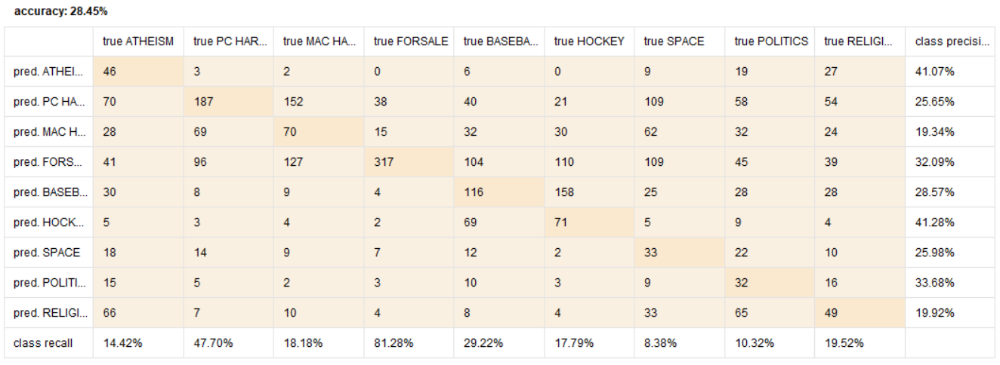 accuracy: 28.45%
true ATHEISM true PC HAR... true MAC HA... true FORSALE true BASEBA... true HOCKEY true SPACE true POLITICS true RELIGI... class precisi...
pred. ATHEI... 46 3 2 0 6 0 9 19 27 41.07%
pred. PC HA... 70 187 152 38 40 21 109 58 54 25.65%
pred. MAC H... 28 69 70 15 32 30 62 32 24 19.34%
pred. FORS... 41 96 127 317 104 110 109 45 39 32.09%
pred. BASEB... 30 8 9 4 116 158 25 28 28 28.57%
pred. HOCK... 5 3 4 2 69 71 5 9 4 41.28%
pred. SPACE 18 14 9 7 12 2 33 22 10 25.98%
pred. POLITI... 15 5 2 3 10 3 9 32 16 33.68%
pred. RELIGI... 66 7 10 4 8 4 33 65 49 19.92%
class recall 14.42% 47.70% 18.18% 81.28% 29.22% 17.79% 8.38% 10.32% 19.52%